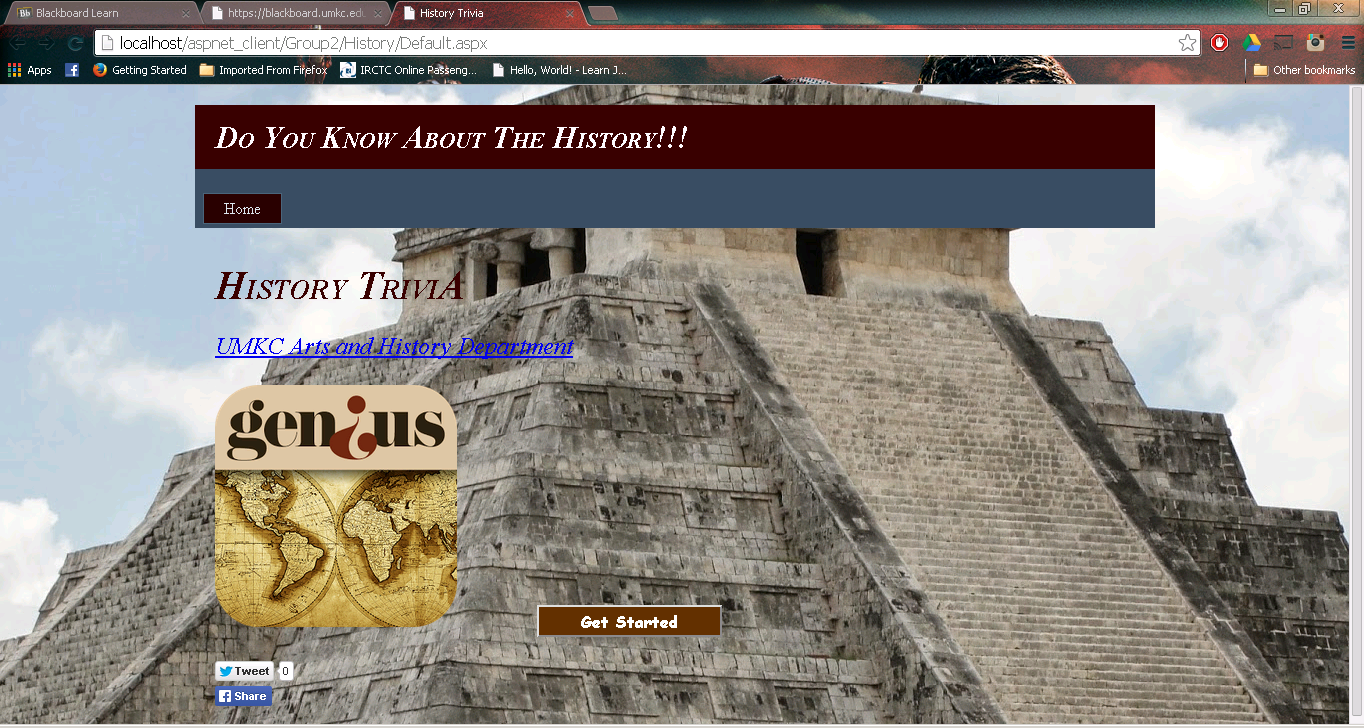 Blackboard Learn
https://blackboard.umkc.edu
History Trivia
localhost/aspnet_client/Group2/History/Default.aspx
Apps
Getting Started
Imported From Firefox
IRCTC Online Passeng...
Hello, World! - Learn J...
Other bookmarks
Do You Know About The History!!!
Home
History TriviA
UMKC Arts and History Department
genius
Get Started
Tweet 0
Share